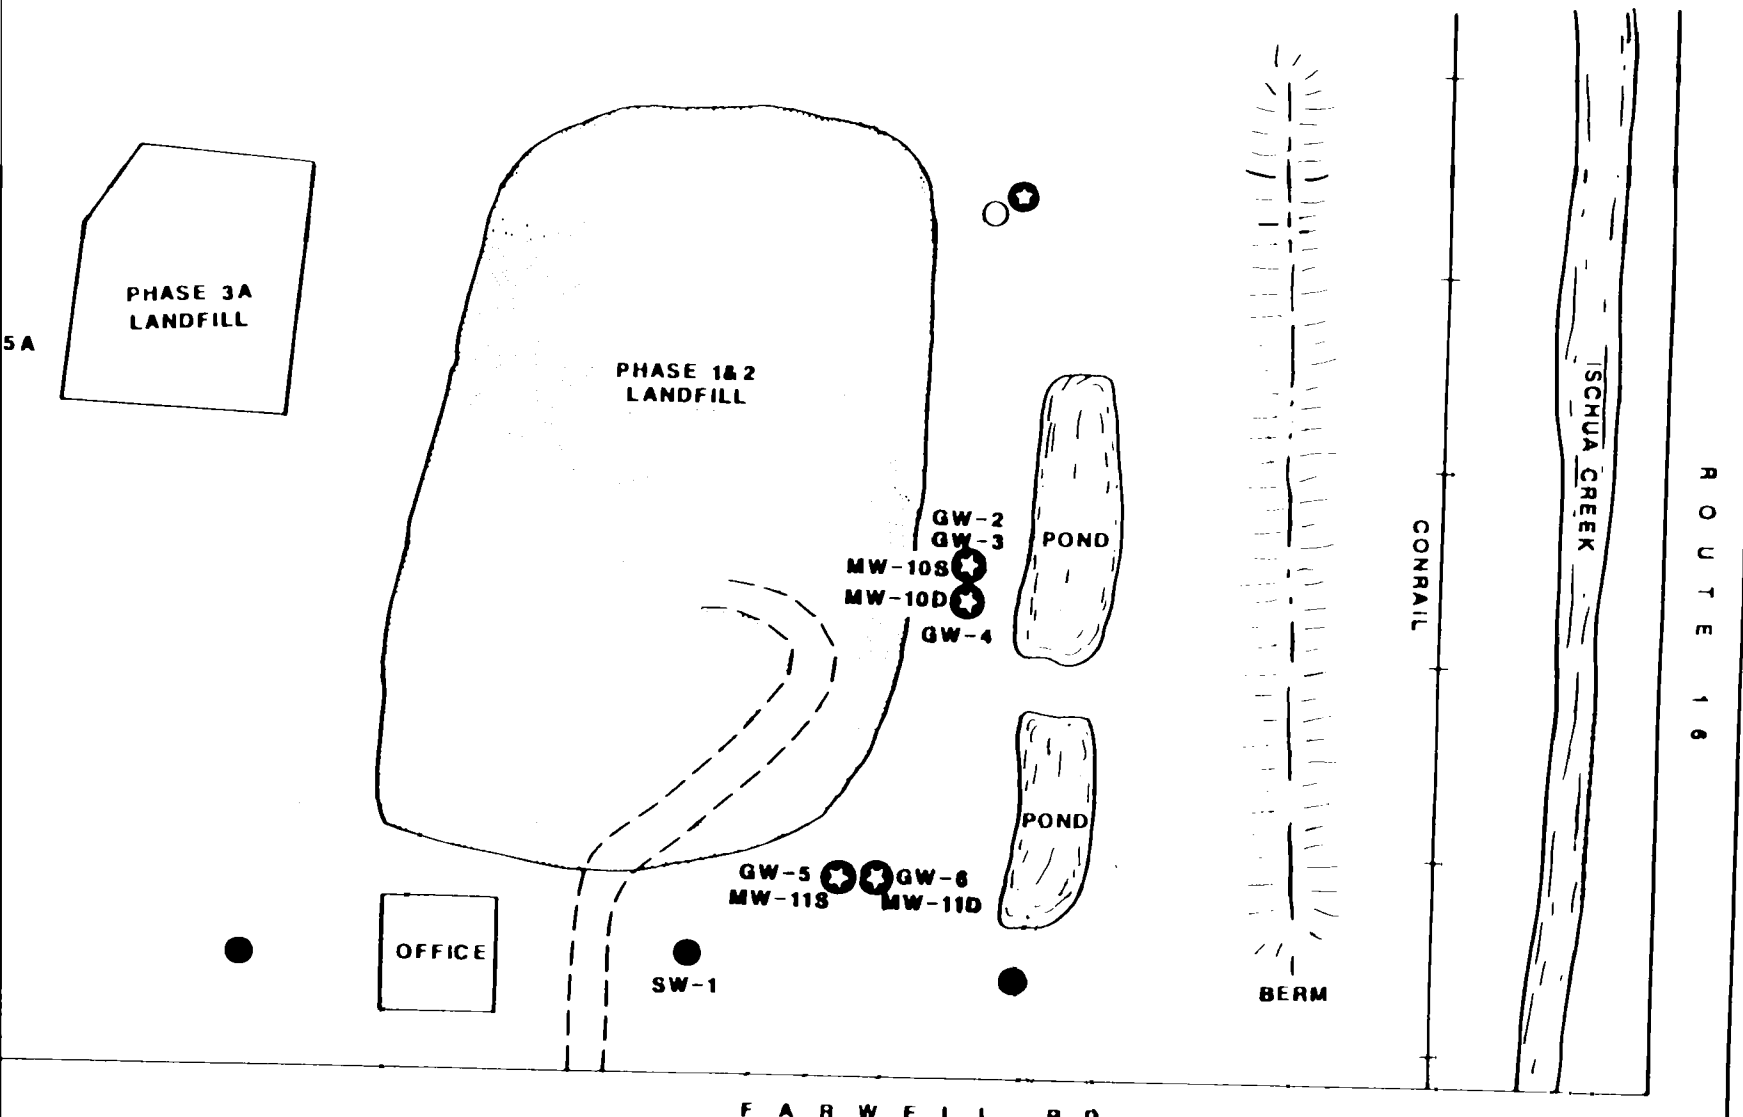 PHASE 3A
LANDFILL
5A
PHASE 1&2
LANDFILL
GW-2
GW-3
MW-10S
MW-10D
GW-4
POND
POND
GW-5
MW-11S
GW-6
MW-11D
OFFICE
SW-1
BERM
CONRAIL
ISCHUA CREEK
ROUTE 16
FARWELL RD